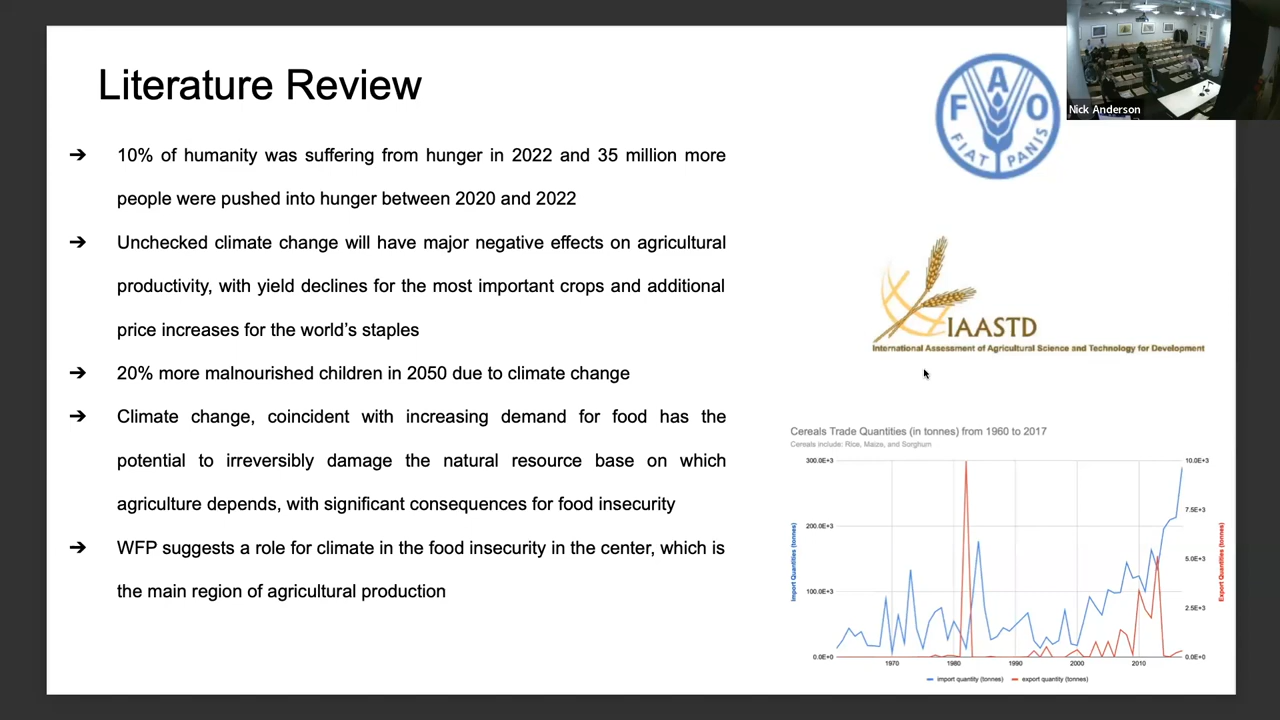 Literature Review
➔ 10% of humanity was suffering from hunger in 2022 and 35 million more
people were pushed into hunger between 2020 and 2022
➔ Unchecked climate change will have major negative effects on agricultural
productivity, with yield declines for the most important crops and additional
price increases for the world's staples
➔ 20% more malnourished children in 2050 due to climate change
➔ Climate change, coincident with increasing demand for food has the
potential to irreversibly damage the natural resource base on which
agriculture depends, with significant consequences for food insecurity
➔ WFP suggests a role for climate in the food insecurity in the center, which is
the main region of agricultural production
F A O
FIAT PANIS
Nick Anderson
IAASTD
International Assessment of Agricultural Science and Technology for Development
Cereals Trade Quantities (in tonnes) from 1960 to 2017
Cereals include: Rice, Maize, and Sorghum
Import Quantities (tonnes)
300.0E+3
200.0E+3
100.0E+3
0.0E+0
10.0E+3
7.5E+3
5.0E+3
2.5E+3
0.0E+0
Export Quantities (tonnes)
1970 1980 1990 2000 2010
import quantity (tonnes) export quantity (tonnes)